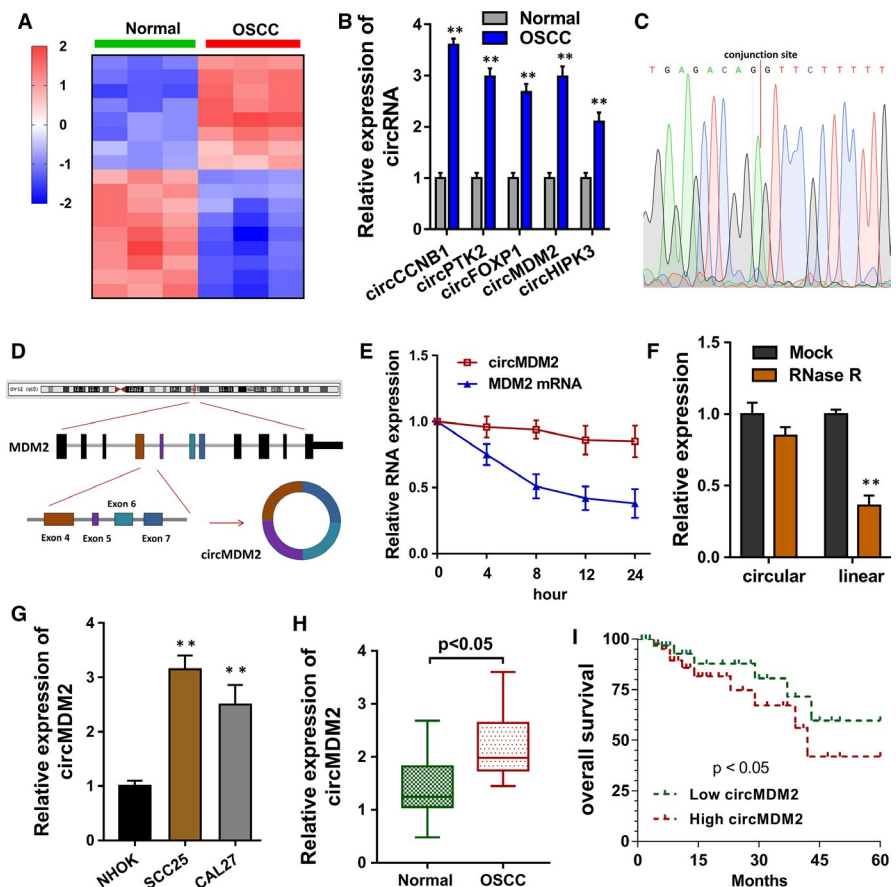 A
Normal
OSCC
2
1
0
-1
-2
B
Normal
OSCC
Relative expression of
circRNA
4
3
2
1
0
**
**
**
**
**
circCCNB1
circPTK2
circFOXP1
circMDM2
circHIPK3
C
conjunction site
T G A G A C A G G T T C T T T T T
D
chr12 (q15)
MDM2
Exon 6
Exon 4
Exon 5
Exon 7
circMDM2
E
circMDM2
MDM2 mRNA
Relative RNA expression
1.5
1.0
0.5
0.0
0
4
8
12
24
hour
F
Mock
RNase R
Relative expression
1.5
1.0
0.5
0.0
**
circular
linear
G
Relative expression of
circMDM2
4
3
2
1
0
**
**
NHOK
SCC25
CAL27
H
Relative expression of
circMDM2
p<0.05
4
3
2
1
0
Normal
OSCC
I
overall survival
100
75
50
25
0
p < 0.05
Low circMDM2
High circMDM2
0
15
30
45
60
Months